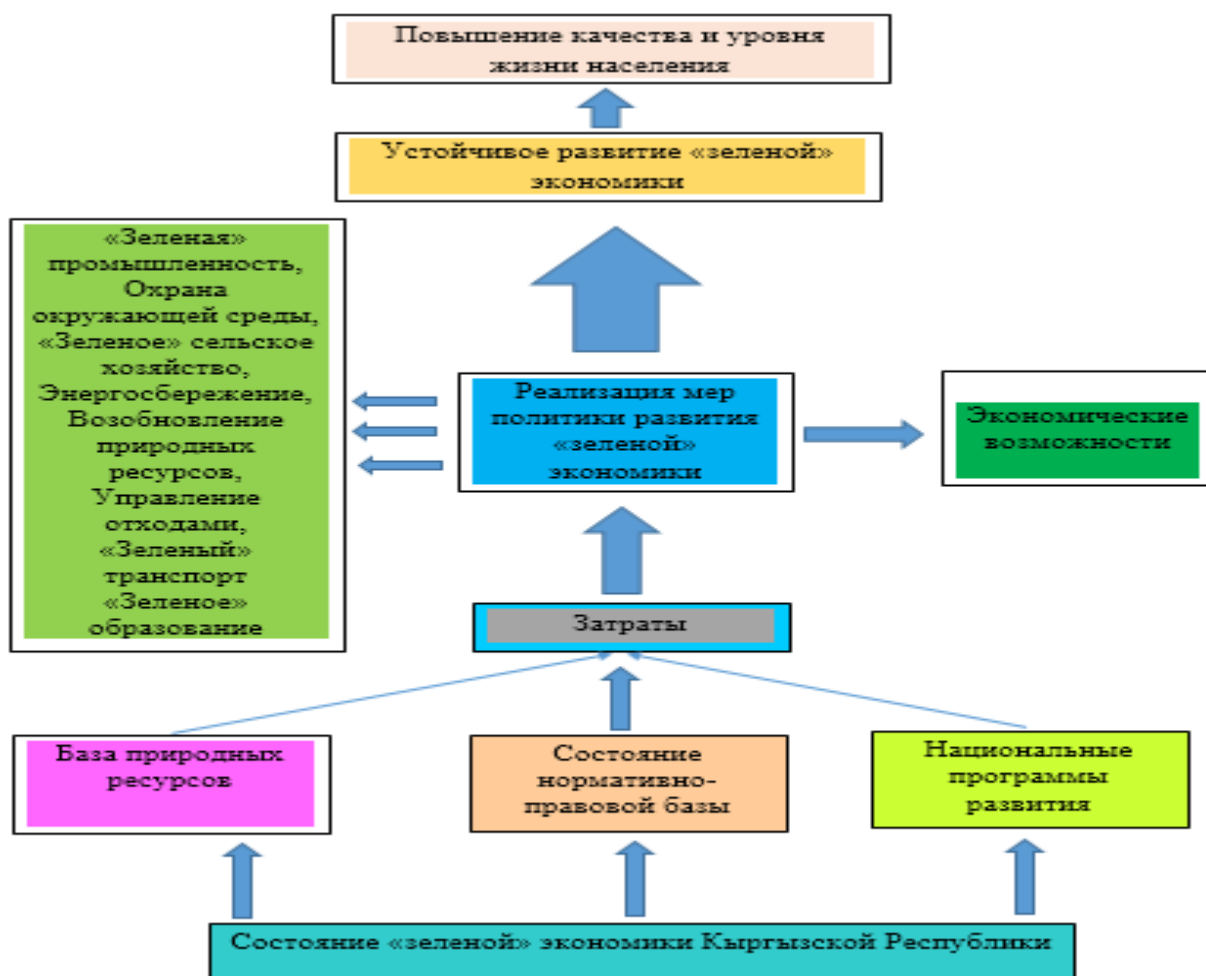 Повышение качества и уровня
жизни населения
Устойчивое развитие «зеленой»
экономики
«Зеленая»
промышленность,
Охрана
окружающей среды,
«Зеленое» сельское
хозяйство,
Энергосбережение,
Возобновление
природных
ресурсов,
Управление
отходами,
«Зеленый»
транспорт
«Зеленое»
образование
Реализация мер
политики развития
«зеленой»
экономики
Экономические
возможности
Затраты
База природных
ресурсов
Состояние
нормативно-
правовой базы
Национальные
программы
развития
Состояние «зеленой» экономики Кыргызской Республики